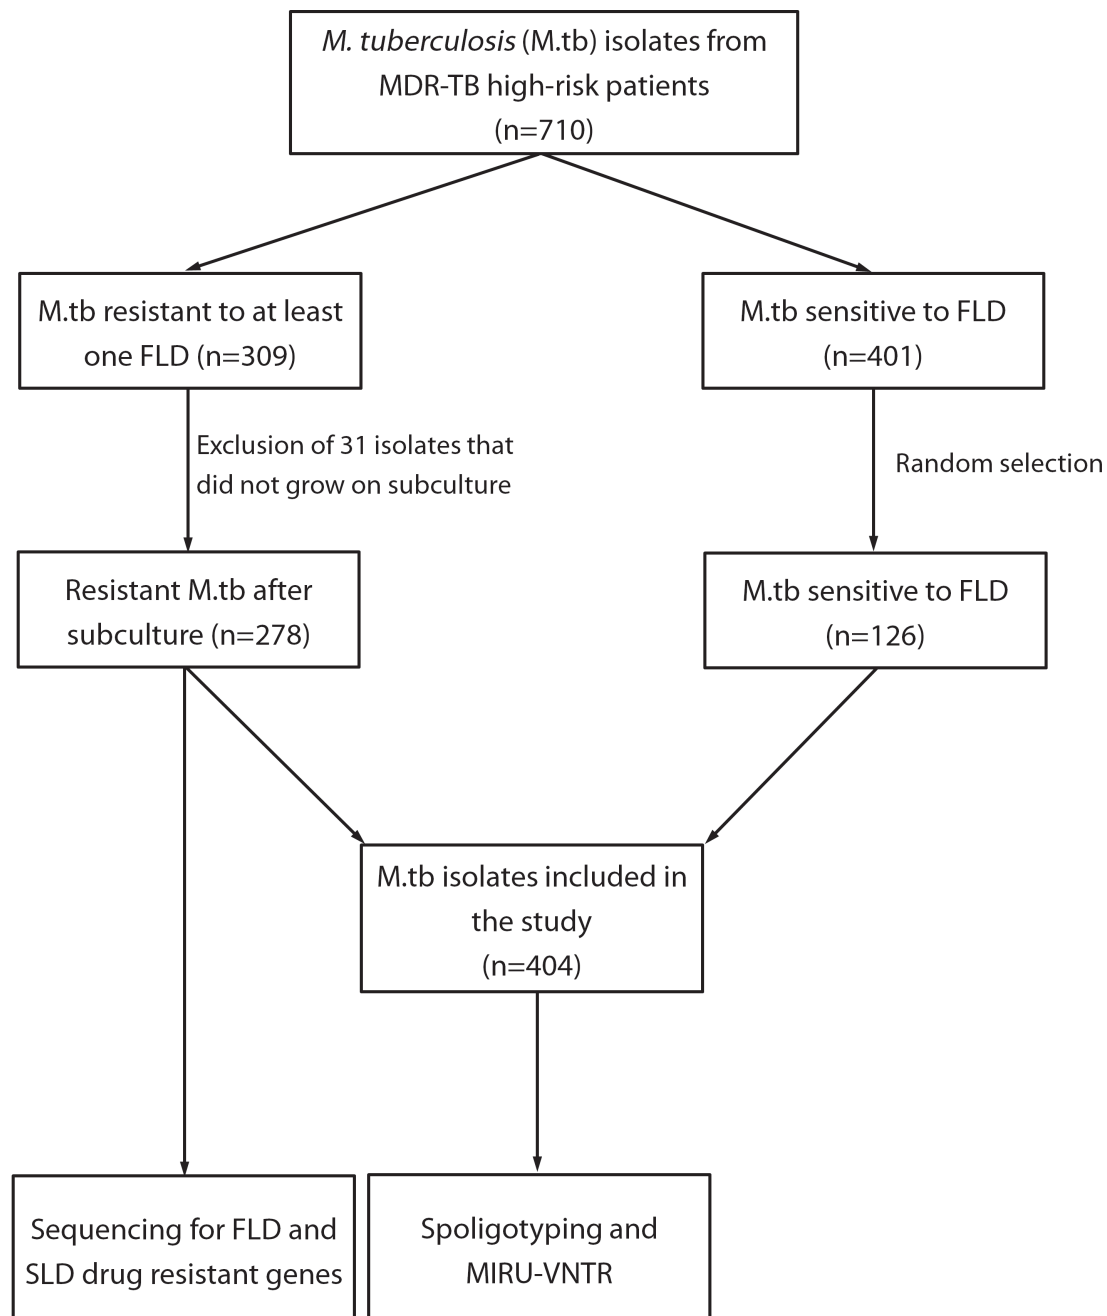 M. tuberculosis (M.tb) isolates from
MDR-TB high-risk patients
(n=710)
M.tb resistant to at least
one FLD (n=309)
M.tb sensitive to FLD
(n=401)
Exclusion of 31 isolates that
did not grow on subculture
Random selection
Resistant M.tb after
subculture (n=278)
M.tb sensitive to FLD
(n=126)
M.tb isolates included in
the study
(n=404)
Sequencing for FLD and
SLD drug resistant genes
Spoligotyping and
MIRU-VNTR